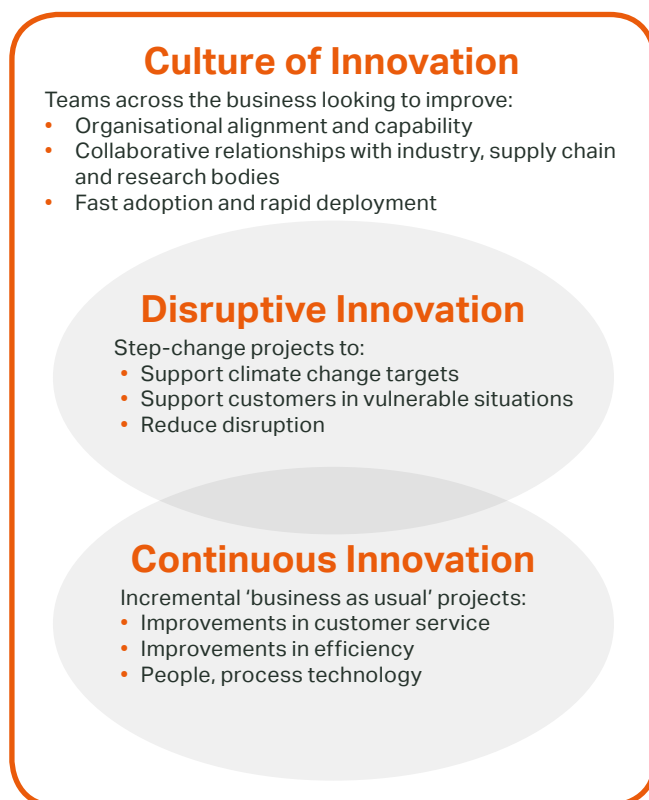 Culture of Innovation
Teams across the business looking to improve:
• Organisational alignment and capability
• Collaborative relationships with industry, supply chain
and research bodies
• Fast adoption and rapid deployment
Disruptive Innovation
Step-change projects to:
• Support climate change targets
• Support customers in vulnerable situations
• Reduce disruption
Continuous Innovation
Incremental ‘business as usual’ projects:
• Improvements in customer service
• Improvements in efficiency
• People, process technology